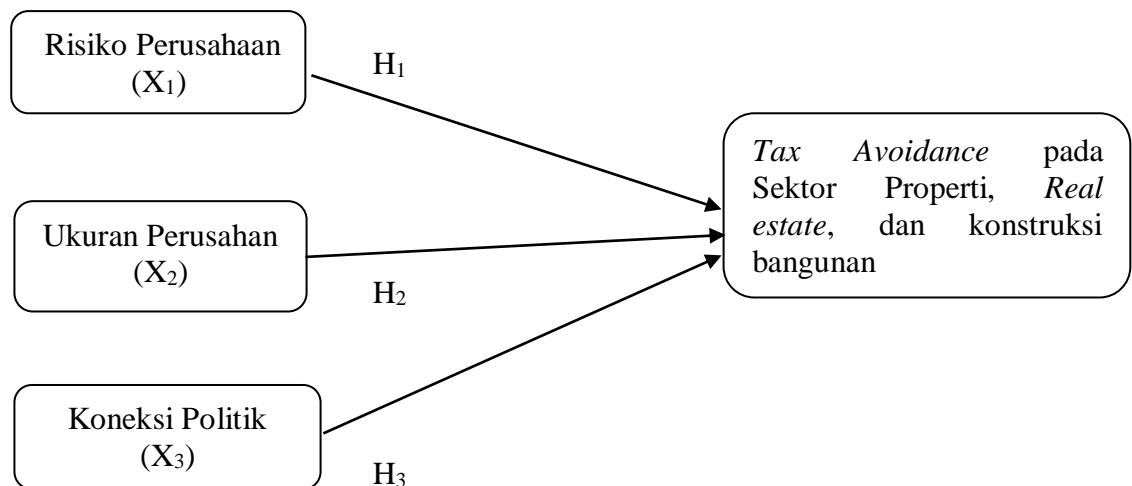 Risiko Perusahaan
(X₁)
H₁
Tax Avoidance pada
Sektor Properti, Real
estate, dan konstruksi
bangunan
Ukuran Perusahan
(X₂)
H₂
Koneksi Politik
(X₃)
H₃